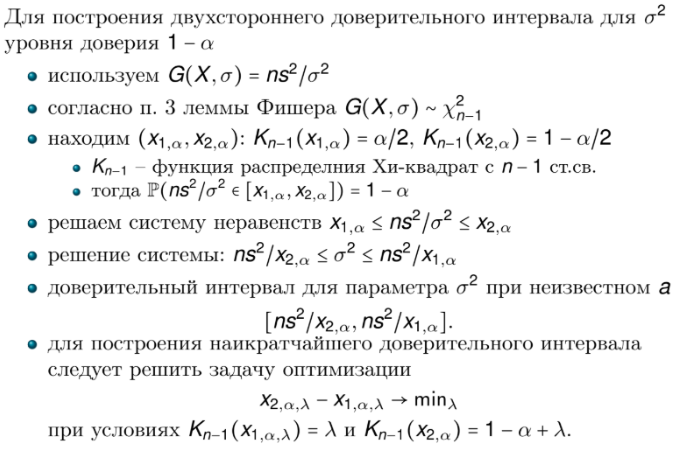 Для построения двухстороннего доверительного интервала для σ²
уровня доверия 1 − α
• используем G(X, σ) = ns²/σ²
• согласно п. 3 леммы Фишера G(X, σ) ~ χ²ₙ₋₁
• находим (x₁,α, x₂,α): Kₙ₋₁(x₁,α) = α/2, Kₙ₋₁(x₂,α) = 1 − α/2
• Kₙ₋₁ – функция распределния Хи-квадрат с n − 1 ст.св.
• тогда ℙ(ns²/σ² ∈ [x₁,α, x₂,α]) = 1 − α
• решаем систему неравенств x₁,α ≤ ns²/σ² ≤ x₂,α
• решение системы: ns²/x₂,α ≤ σ² ≤ ns²/x₁,α
• доверительный интервал для параметра σ² при неизвестном a
[ns²/x₂,α, ns²/x₁,α].
• для построения наикратчайшего доверительного интервала
следует решить задачу оптимизации
x₂,α,λ − x₁,α,λ → minλ
при условиях Kₙ₋₁(x₁,α,λ) = λ и Kₙ₋₁(x₂,α) = 1 − α + λ.